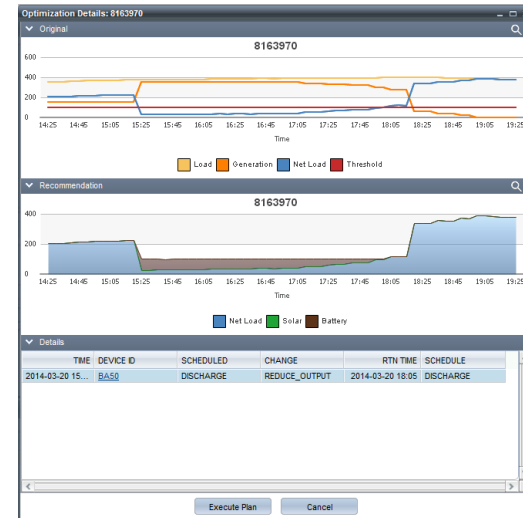 Optimization Details: 8163970
Original
8163970
600
400
200
0
14:25 14:45 15:05 15:25 15:45 16:05 16:25 16:45 17:05 17:25 17:45 18:05 18:25 18:45 19:05 19:25
Time
Load Generation Net Load Threshold
Recommendation
8163970
400
200
0
14:25 14:45 15:05 15:25 15:45 16:05 16:25 16:45 17:05 17:25 17:45 18:05 18:25 18:45 19:05 19:25
Time
Net Load Solar Battery
Details
TIME DEVICE ID SCHEDULED CHANGE RTN TIME SCHEDULE
2014-03-20 15... BA50 DISCHARGE REDUCE_OUTPUT 2014-03-20 18:05 DISCHARGE
Execute Plan Cancel